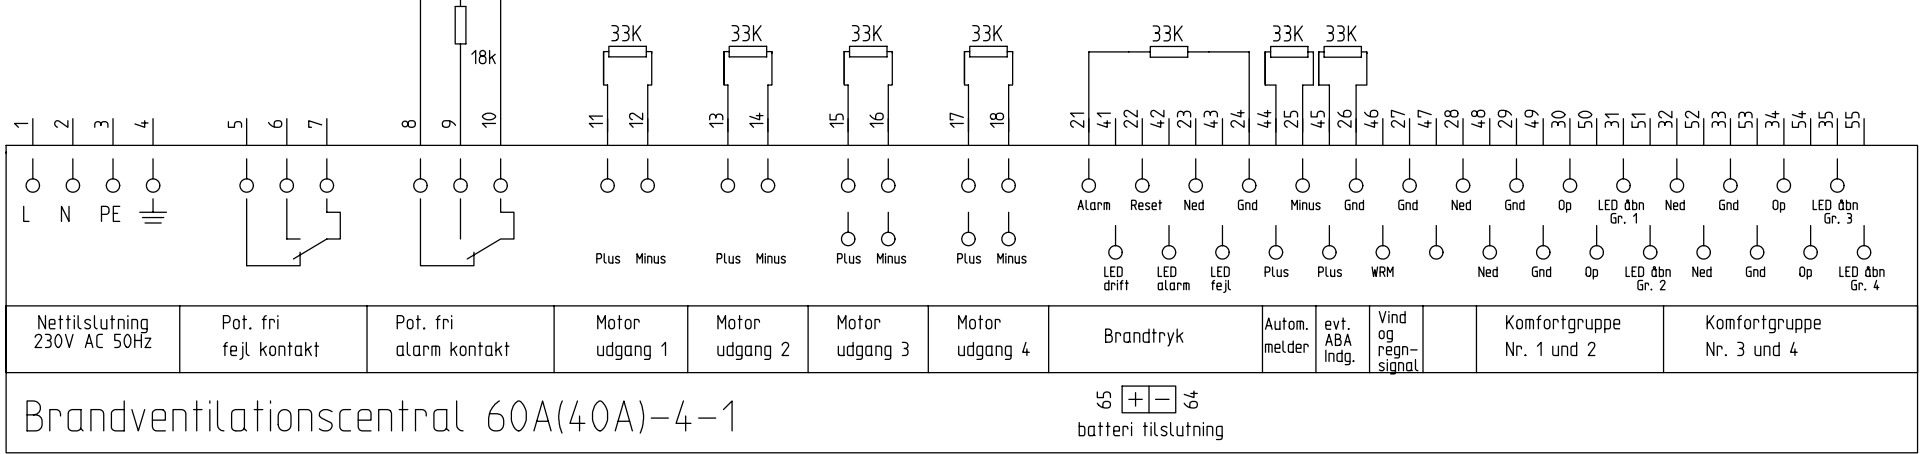 33K 33K 33K 33K 33K 33K 33K
18k
1 2 3 4 5 6 7 8 9 10 11 12 13 14 15 16 17 18 21 41 22 42 23 43 24 44 25 45 26 46 27 47 28 48 29 49 30 50 31 51 32 52 33 53 34 54 35 55
L N PE
Alarm Reset Ned Gnd Minus Gnd Gnd Ned Gnd Op LED åbn Ned Gnd Op LED åbn
Gr. 1 Gr. 3
Plus Minus Plus Minus Plus Minus Plus Minus
LED LED LED Plus Plus WRM Ned Gnd Op LED åbn Ned Gnd Op LED åbn
drift alarm fejl Gr. 2 Gr. 4
Nettilslutning
230V AC 50Hz
Pot. fri
fejl kontakt
Pot. fri
alarm kontakt
Motor
udgang 1
Motor
udgang 2
Motor
udgang 3
Motor
udgang 4
Brandtryk
Autom.
melder
evt.
ABA
Indg.
Vind
og
regn-
signal
Komfortgruppe
Nr. 1 und 2
Komfortgruppe
Nr. 3 und 4
Brandventilationscentral 60A(40A)-4-1
65 + - 64
batteri tilslutning